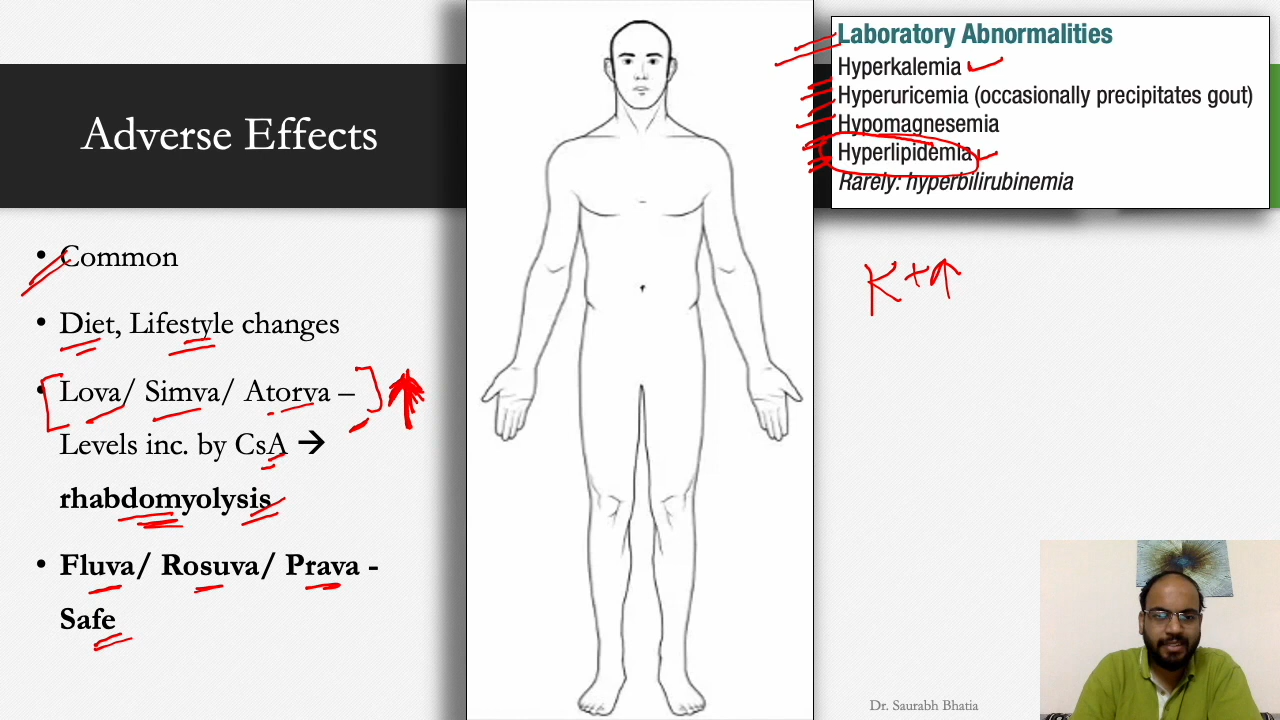 Adverse Effects
• Common
• Diet, Lifestyle changes
• Lova/ Simva/ Atorva –
Levels inc. by CsA →
rhabdomyolysis
• Fluva/ Rosuva/ Prava -
Safe
Laboratory Abnormalities
Hyperkalemia
Hyperuricemia (occasionally precipitates gout)
Hypomagnesemia
Hyperlipidemia
Rarely: hyperbilirubinemia
K+↑
Dr. Saurabh Bhatia